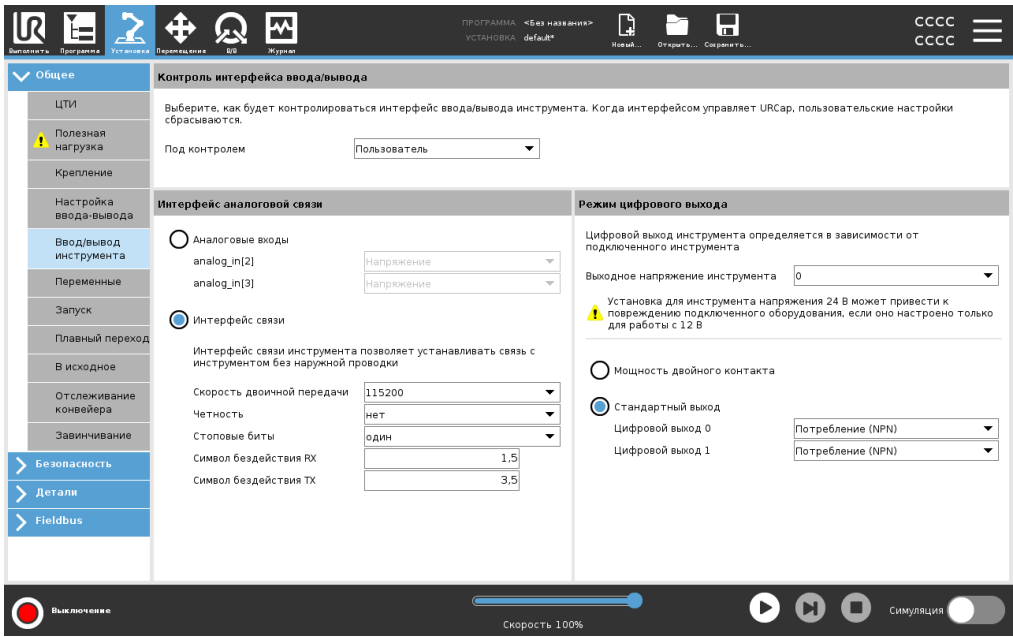 UR
Выполнить
Программа
Установка
Перемещение
В/В
Журнал
ПРОГРАММА <Без названия>
УСТАНОВКА default*
Новый...
Открыть...
Сохранить...
CCCC
CCCC
Общее
ЦТИ
Полезная
нагрузка
Крепление
Настройка
ввода-вывода
Ввод/вывод
инструмента
Переменные
Запуск
Плавный переход
В исходное
Отслеживание
конвейера
Завинчивание
Безопасность
Детали
Fieldbus
Контроль интерфейса ввода/вывода
Выберите, как будет контролироваться интерфейс ввода/вывода инструмента. Когда интерфейсом управляет URCap, пользовательские настройки
сбрасываются.
Под контролем Пользователь
Интерфейс аналоговой связи
Аналоговые входы
analog_in[2] Напряжение
analog_in[3] Напряжение
Интерфейс связи
Интерфейс связи инструмента позволяет устанавливать связь с
инструментом без наружной проводки
Скорость двоичной передачи 115200
Четность нет
Стоповые биты один
Символ бездействия RX 1,5
Символ бездействия TX 3,5
Режим цифрового выхода
Цифровой выход инструмента определяется в зависимости от
подключенного инструмента
Выходное напряжение инструмента 0
Установка для инструмента напряжения 24 В может привести к
повреждению подключенного оборудования, если оно настроено только
для работы с 12 В
Мощность двойного контакта
Стандартный выход
Цифровой выход 0 Потребление (NPN)
Цифровой выход 1 Потребление (NPN)
Выключение
Скорость 100%
Симуляция